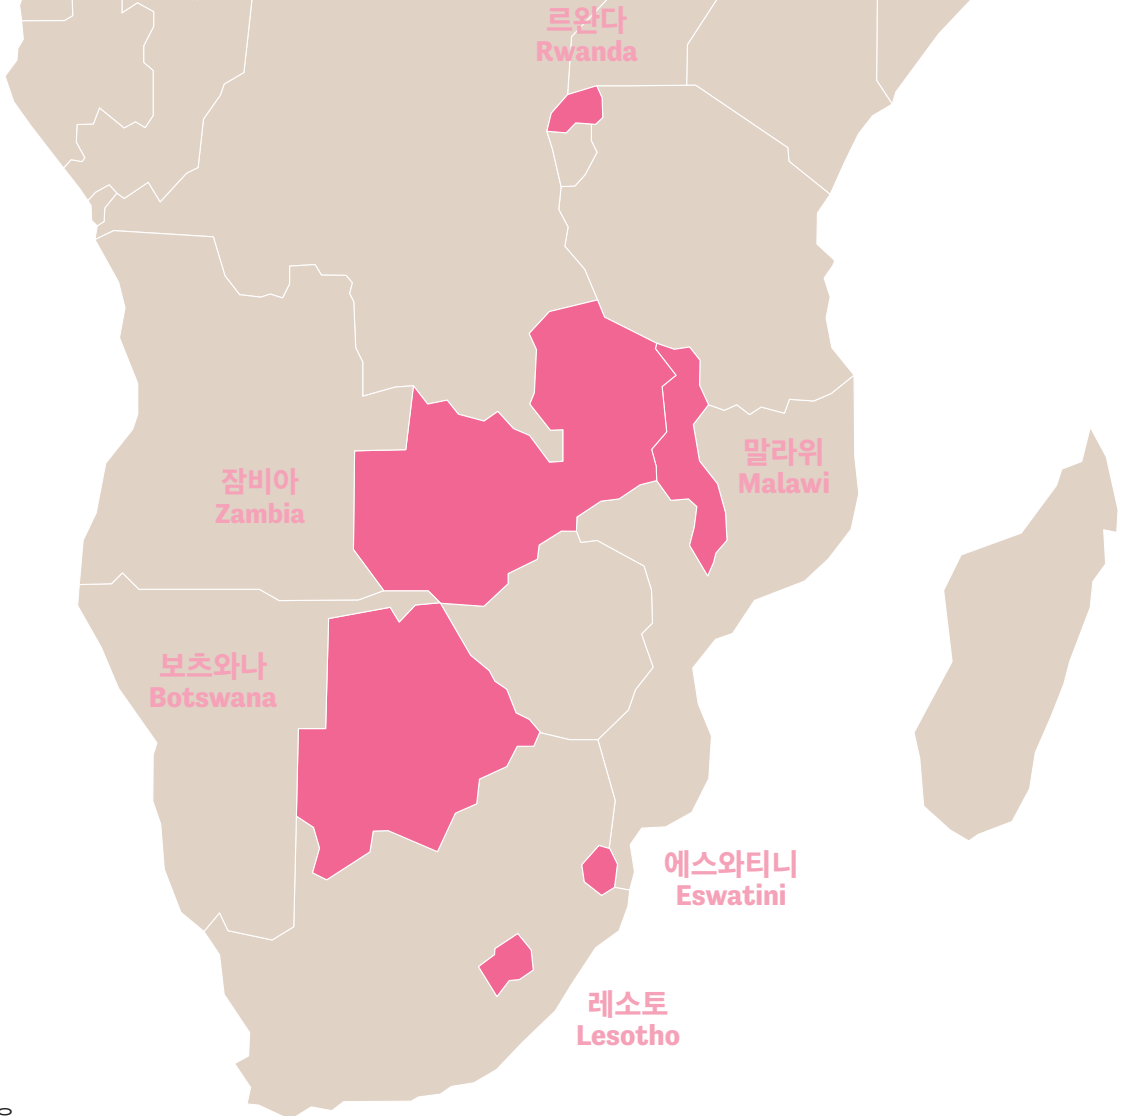 르완다
Rwanda
잠비아
Zambia
말라위
Malawi
보츠와나
Botswana
에스와티니
Eswatini
레소토
Lesotho